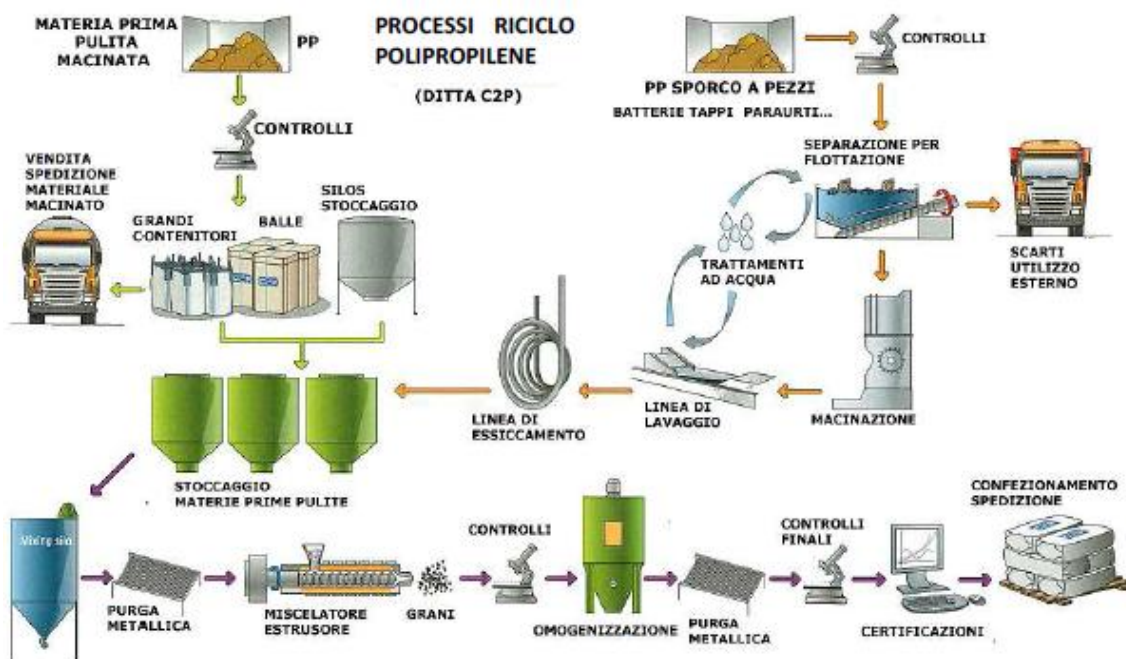 MATERIA PRIMA
PULITA
MACINATA
PP
PROCESSI RICICLO
POLIPROPILENE
(DITTA C2P)
CONTROLLI
PP SPORCO A PEZZI
BATTERIE TAPPI PARAURTI...
CONTROLLI
VENDITA
SPEDIZIONE
MATERIALE
MACINATO
GRANDI
CONTENITORI
BALLE
SILOS
STOCCAGGIO
SEPARAZIONE PER
FLOTTAZIONE
TRATTAMENTI
AD ACQUA
SCARTI
UTILIZZO
ESTERNO
LINEA DI
ESSICCAMENTO
LINEA DI
LAVAGGIO
MACINAZIONE
STOCCAGGIO
MATERIE PRIME PULITE
Mixing silo
PURGA
METALLICA
MISCELATORE
ESTRUSORE
GRANI
CONTROLLI
OMOGENIZZAZIONE
PURGA
METALLICA
CONTROLLI
FINALI
CERTIFICAZIONI
CONFEZIONAMENTO
SPEDIZIONE